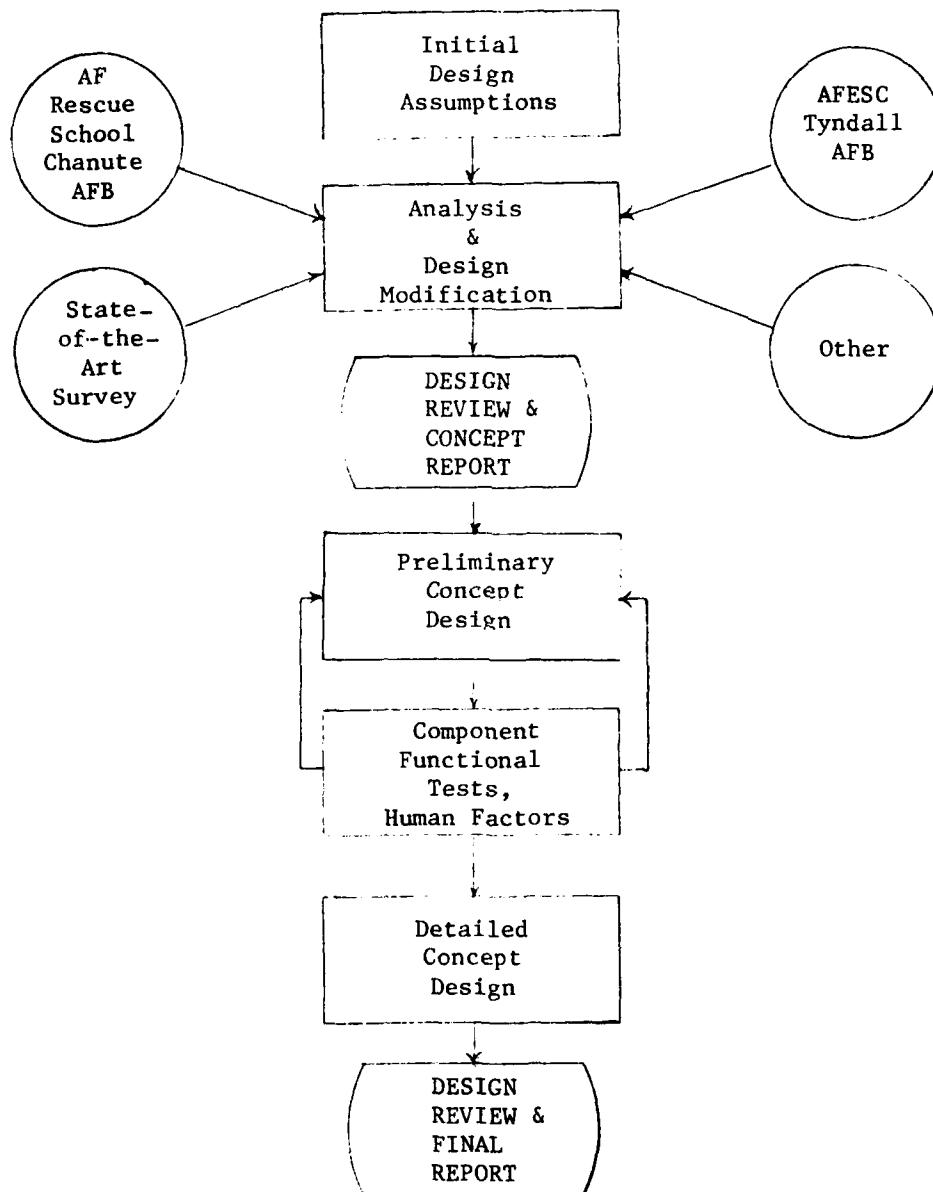 Initial
Design
Assumptions
AF
Rescue
School
Chanute
AFB
AFESC
Tyndall
AFB
Analysis
&
Design
Modification
State-
of-the-
Art
Survey
Other
DESIGN
REVIEW &
CONCEPT
REPORT
Preliminary
Concept
Design
Component
Functional
Tests,
Human Factors
Detailed
Concept
Design
DESIGN
REVIEW &
FINAL
REPORT